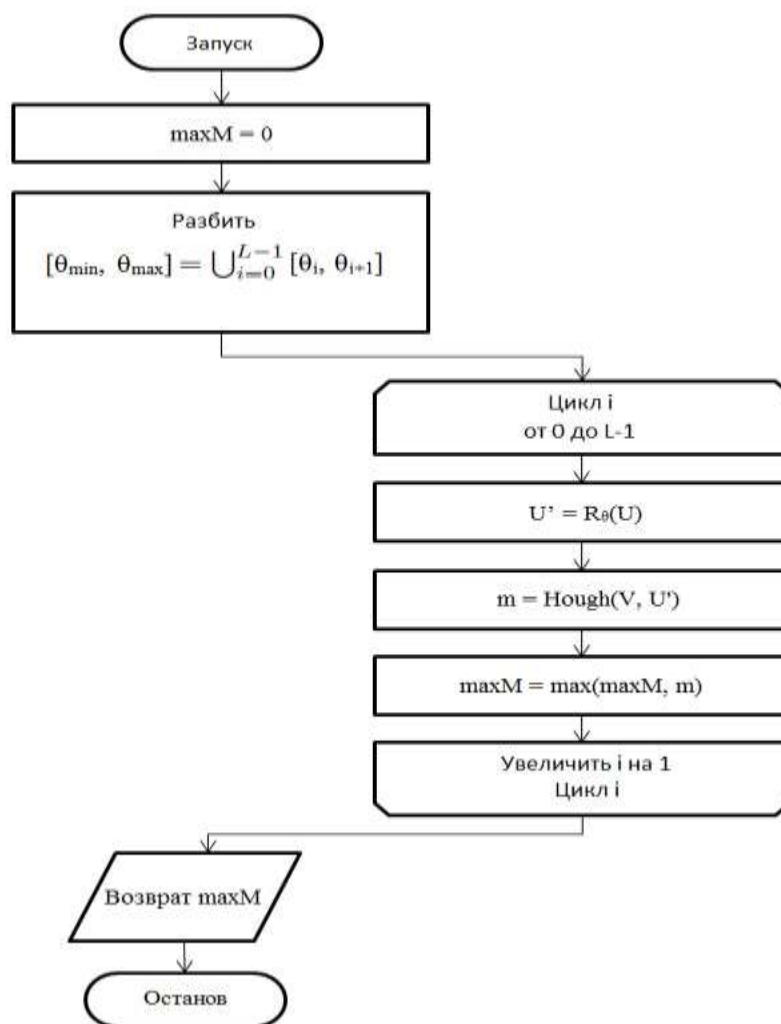 Запуск
maxM = 0
Разбить
[θmin, θmax] = ⋃_{i=0}^{L−1} [θi, θi+1]
Цикл i
от 0 до L-1
U’ = Rθ(U)
m = Hough(V, U')
maxM = max(maxM, m)
Увеличить i на 1
Цикл i
Возврат maxM
Останов